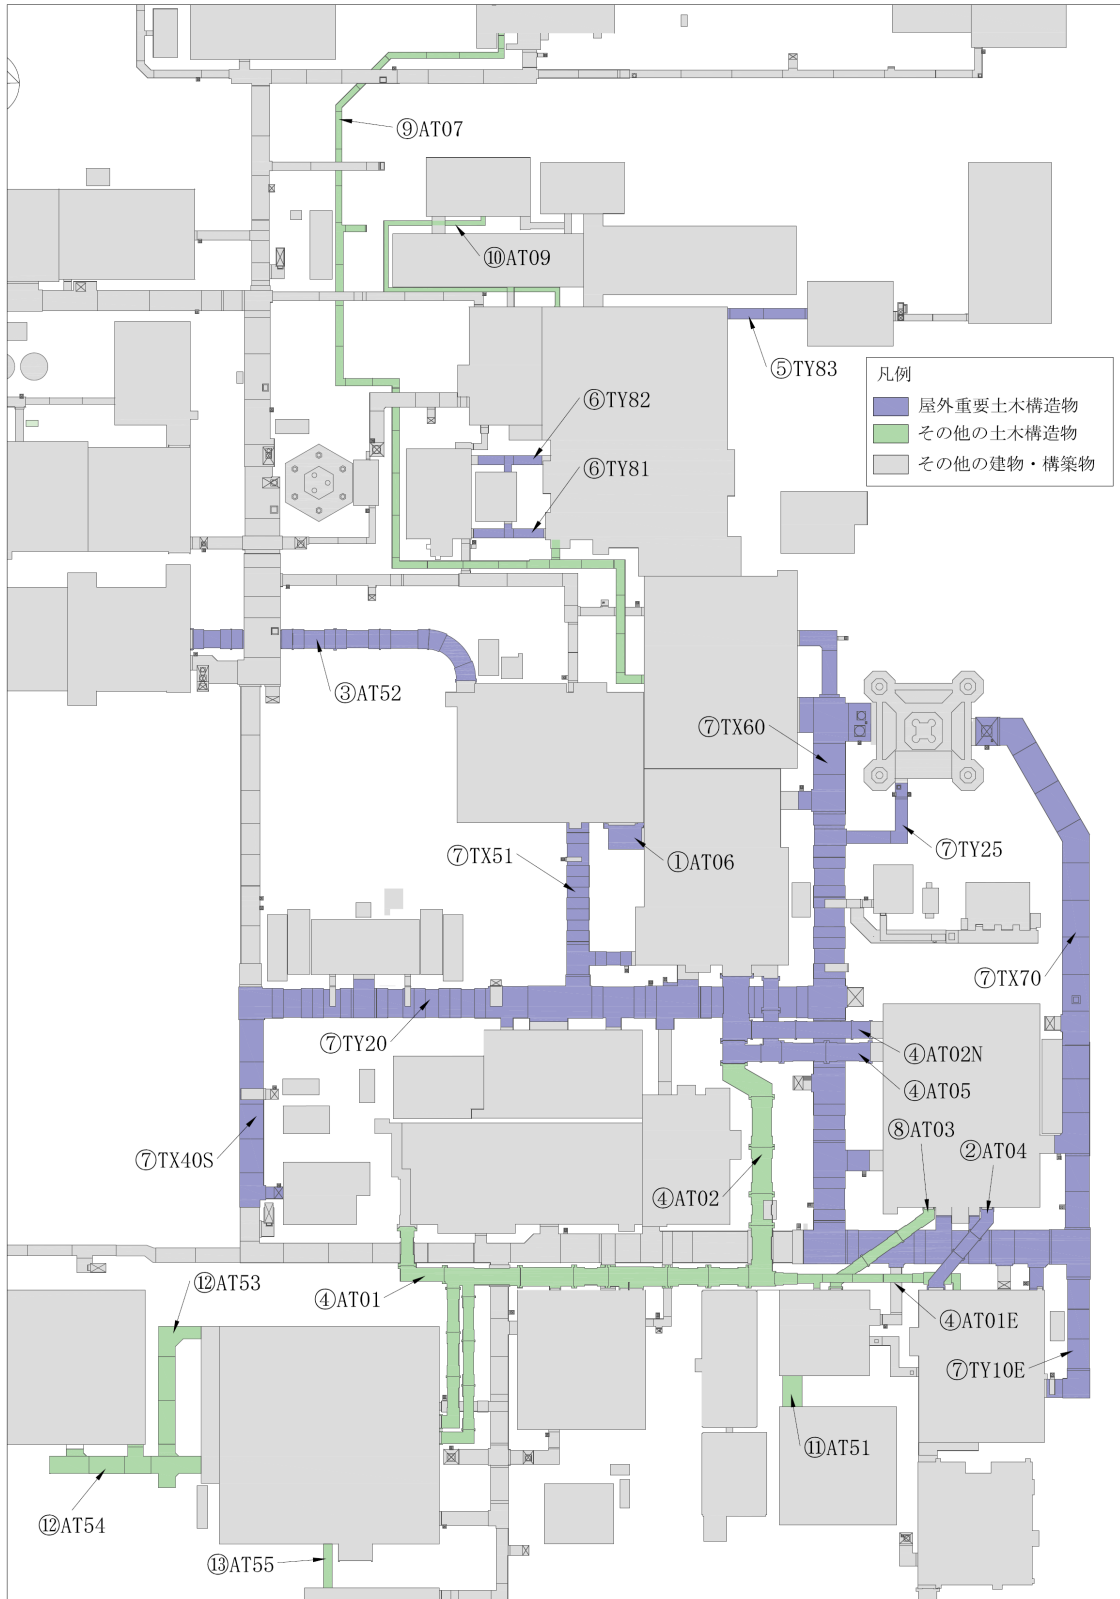 ⑨AT07
⑩AT09
⑤TY83
凡例
屋外重要土木構造物
その他の土木構造物
その他の建物・構築物
⑥TY82
⑥TY81
③AT52
⑦TX60
⑦TX51
①AT06
⑦TY25
⑦TX70
⑦TY20
④AT02N
④AT05
⑧AT03
②AT04
⑦TX40S
④AT02
⑫AT53
④AT01
④AT01E
⑦TY10E
⑪AT51
⑫AT54
⑬AT55